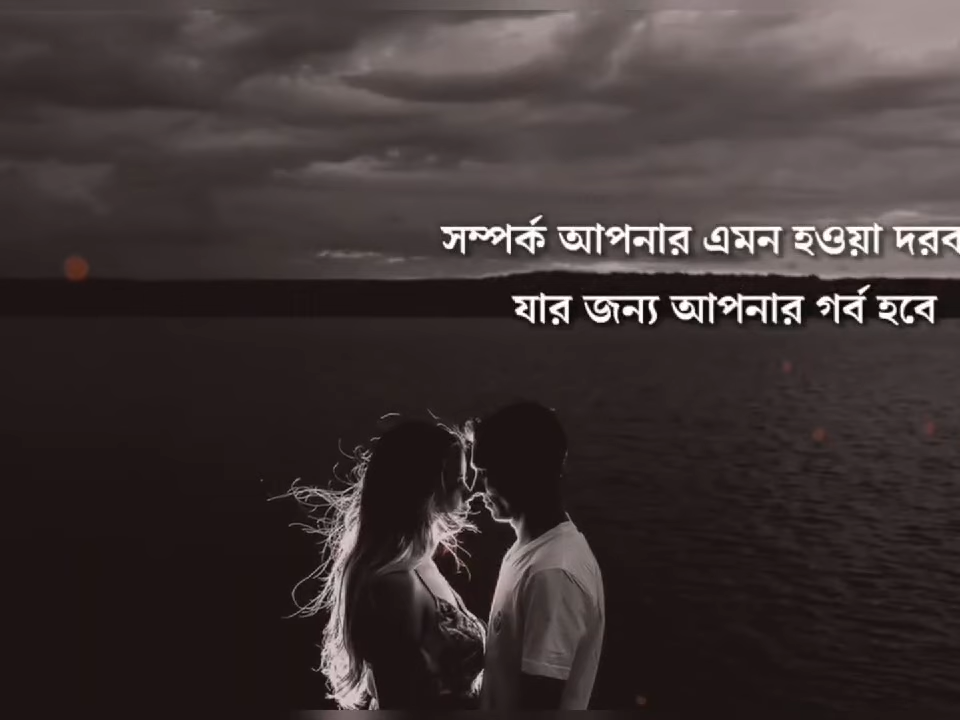 সম্পর্ক আপনার এমন হওয়া
যার জন্য আপনার গর্ব হবে